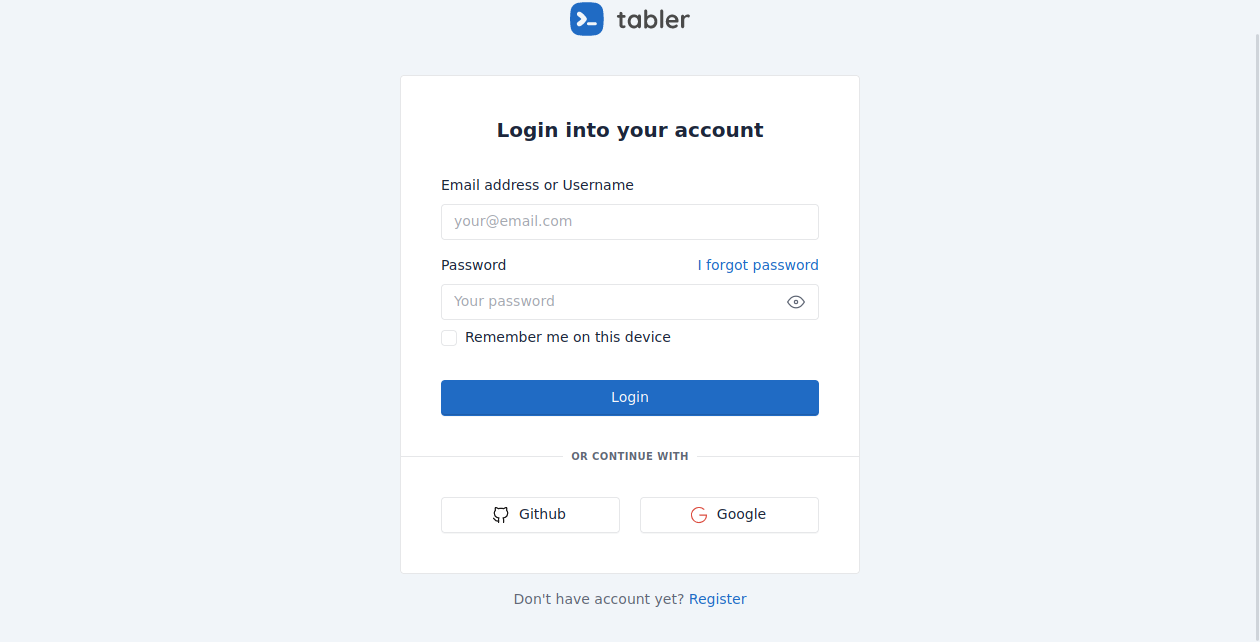 tabler
Login into your account
Email address or Username
your@email.com
Password I forgot password
Your password
Remember me on this device
Login
OR CONTINUE WITH
Github Google
Don't have account yet? Register